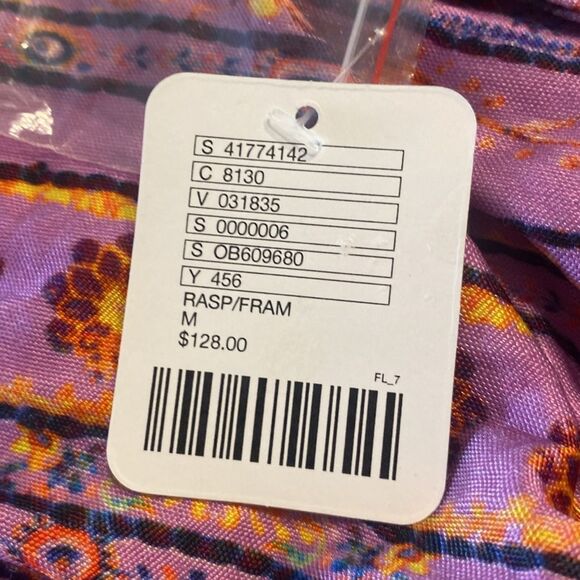 S 41774142
C 8130
V 031835
S 0000006
S OB609680
Y 456
RASP/FRAM
M
$128.00
FL_7